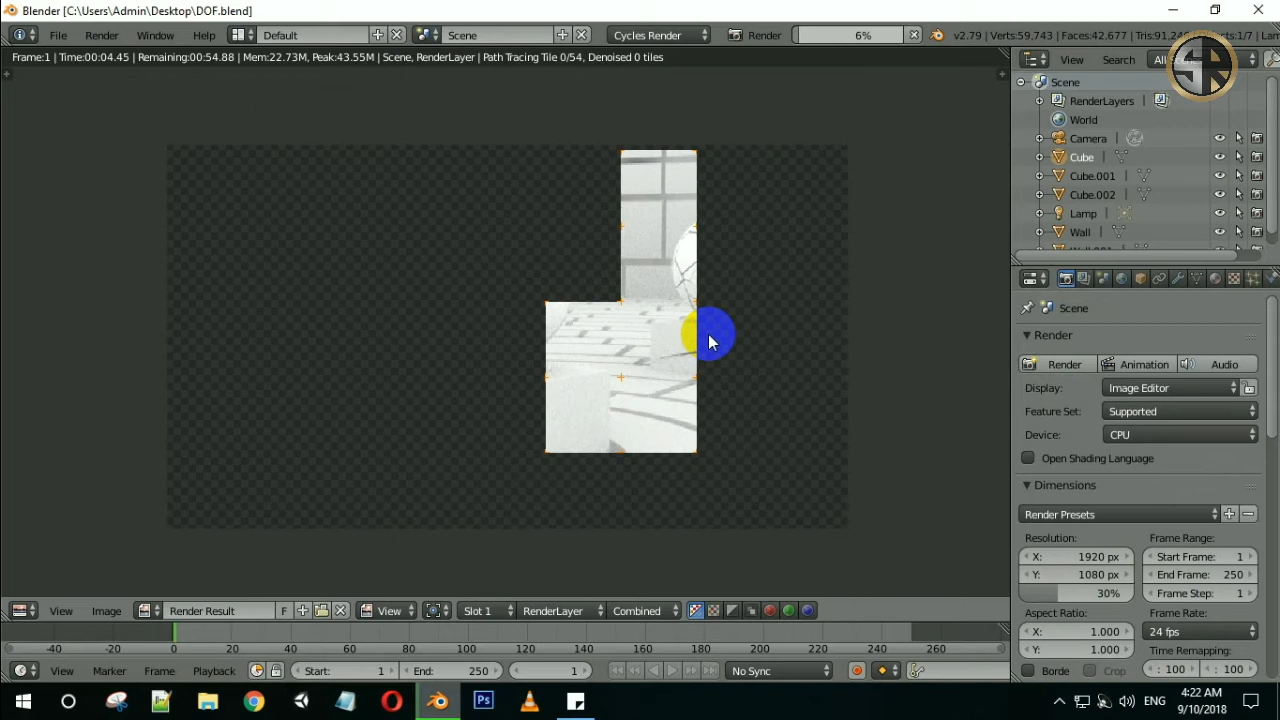 Blender [C:\Users\Admin\Desktop\DOF.blend]
File Render Window Help Default Scene Cycles Render Render 6% v2.79 | Verts:59,743 | Faces:42,677 | Tris:91,24
Frame:1 | Time:00:04.45 | Remaining:00:54.88 | Mem:22.73M, Peak:43.55M | Scene, RenderLayer | Path Tracing Tile 0/54, Denoised 0 tiles
View Search All
Scene
RenderLayers
World
Camera
Cube
Cube.001
Cube.002
Lamp
Wall
Scene
Render
Render Animation Audio
Display: Image Editor
Feature Set: Supported
Device: CPU
Open Shading Language
Dimensions
Render Presets
Resolution: Frame Range:
X: 1920 px Start Frame: 1
Y: 1080 px End Frame: 250
30% Frame Step: 1
Aspect Ratio: Frame Rate:
X: 1.000 24 fps
Y: 1.000 Time Remapping:
Borde Crop : 100 : 100
View Image Render Result F View Slot 1 RenderLayer Combined
-40 -20 0 20 40 60 80 100 120 140 160 180 200 220 240 260
View Marker Frame Playback Start: 1 End: 250 1 No Sync
ENG 4:22 AM
9/10/2018